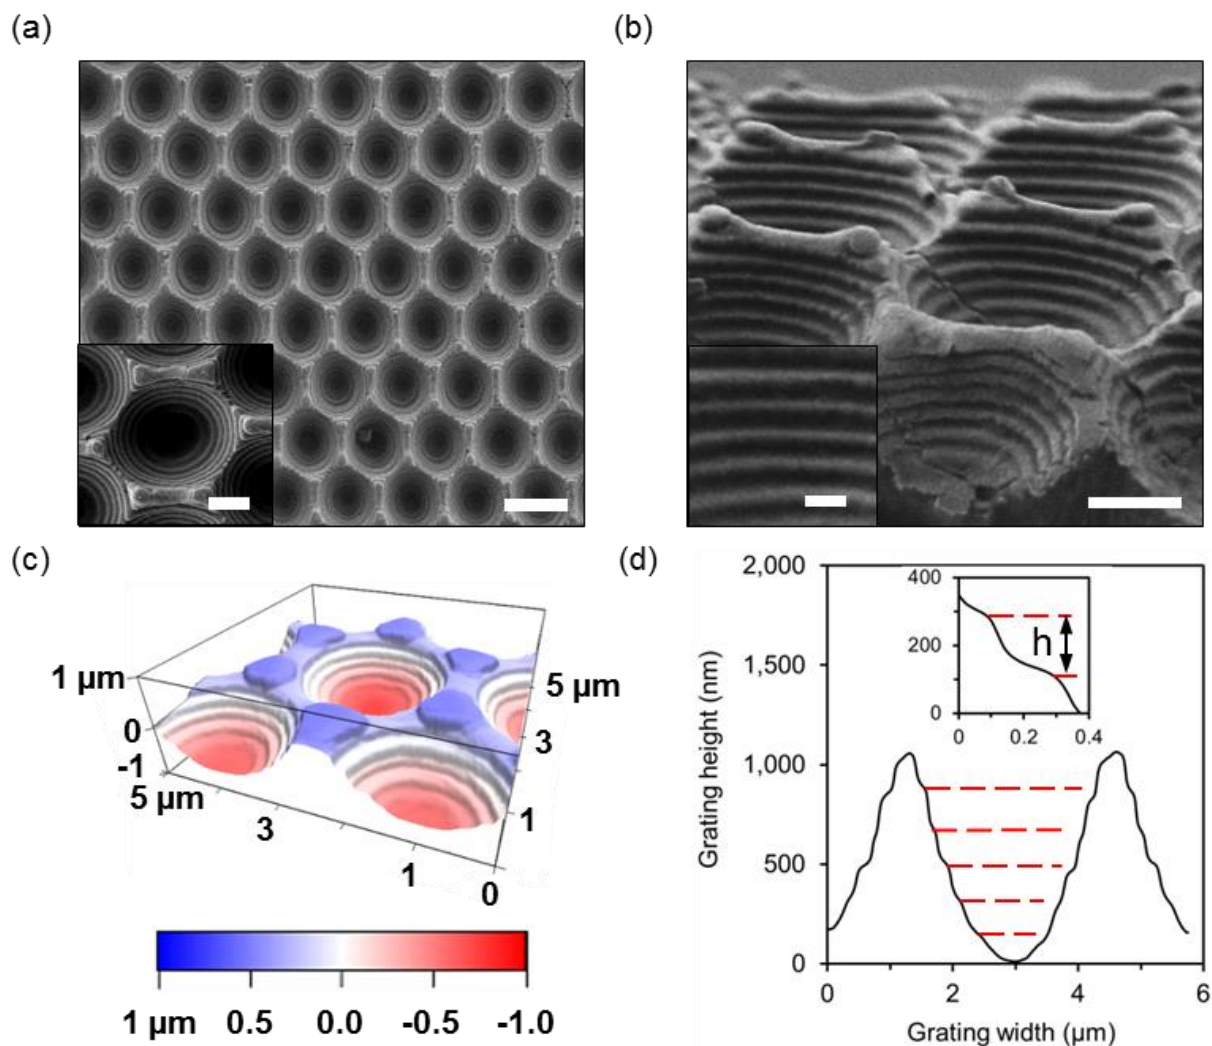 (a)
(b)
(c)
1 µm
0
-1
5 µm
3
1
0
5 µm
3
1
1 µm 0.5 0.0 -0.5 -1.0
(d)
2,000
1,500
1,000
500
0
0 2 4 6
Grating height (nm)
Grating width (µm)
400
200
0
0 0.2 0.4
h